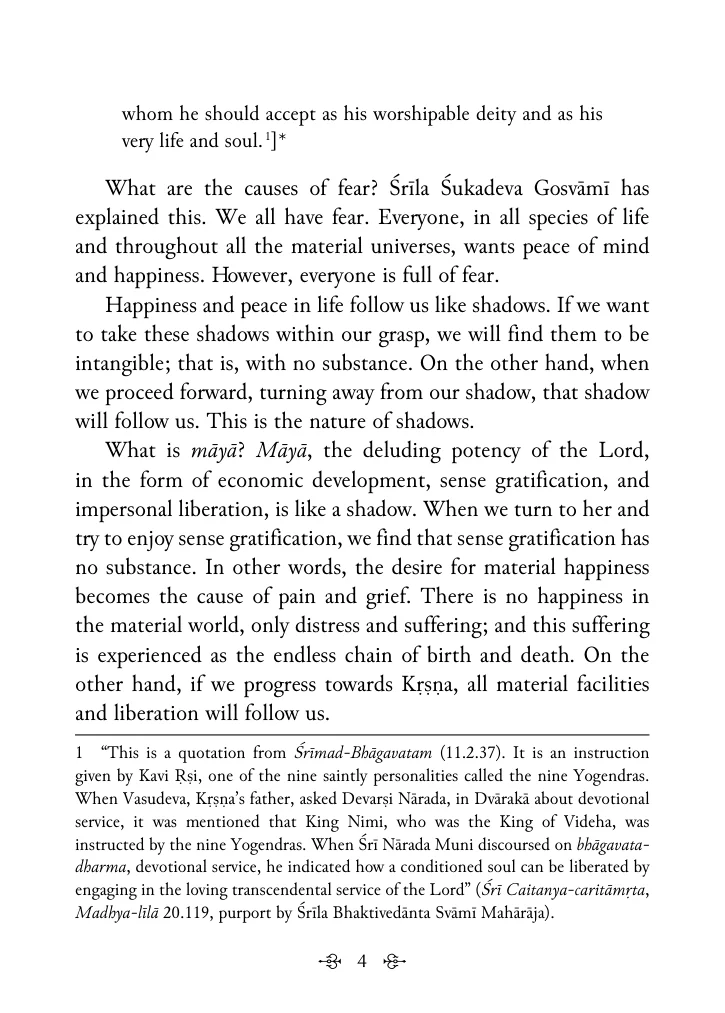 whom he should accept as his worshipable deity and as his
very life and soul.¹]*
What are the causes of fear? Śrīla Śukadeva Gosvāmī has
explained this. We all have fear. Everyone, in all species of life
and throughout all the material universes, wants peace of mind
and happiness. However, everyone is full of fear.
Happiness and peace in life follow us like shadows. If we want
to take these shadows within our grasp, we will find them to be
intangible; that is, with no substance. On the other hand, when
we proceed forward, turning away from our shadow, that shadow
will follow us. This is the nature of shadows.
What is māyā? Māyā, the deluding potency of the Lord,
in the form of economic development, sense gratification, and
impersonal liberation, is like a shadow. When we turn to her and
try to enjoy sense gratification, we find that sense gratification has
no substance. In other words, the desire for material happiness
becomes the cause of pain and grief. There is no happiness in
the material world, only distress and suffering; and this suffering
is experienced as the endless chain of birth and death. On the
other hand, if we progress towards Kṛṣṇa, all material facilities
and liberation will follow us.
1 “This is a quotation from Śrīmad-Bhāgavatam (11.2.37). It is an instruction
given by Kavi Ṛṣi, one of the nine saintly personalities called the nine Yogendras.
When Vasudeva, Kṛṣṇa’s father, asked Devarṣi Nārada, in Dvārakā about devotional
service, it was mentioned that King Nimi, who was the King of Videha, was
instructed by the nine Yogendras. When Śrī Nārada Muni discoursed on bhāgavata-
dharma, devotional service, he indicated how a conditioned soul can be liberated by
engaging in the loving transcendental service of the Lord” (Śrī Caitanya-caritāmṛta,
Madhya-līlā 20.119, purport by Śrīla Bhaktivedānta Svāmī Mahārāja).
4